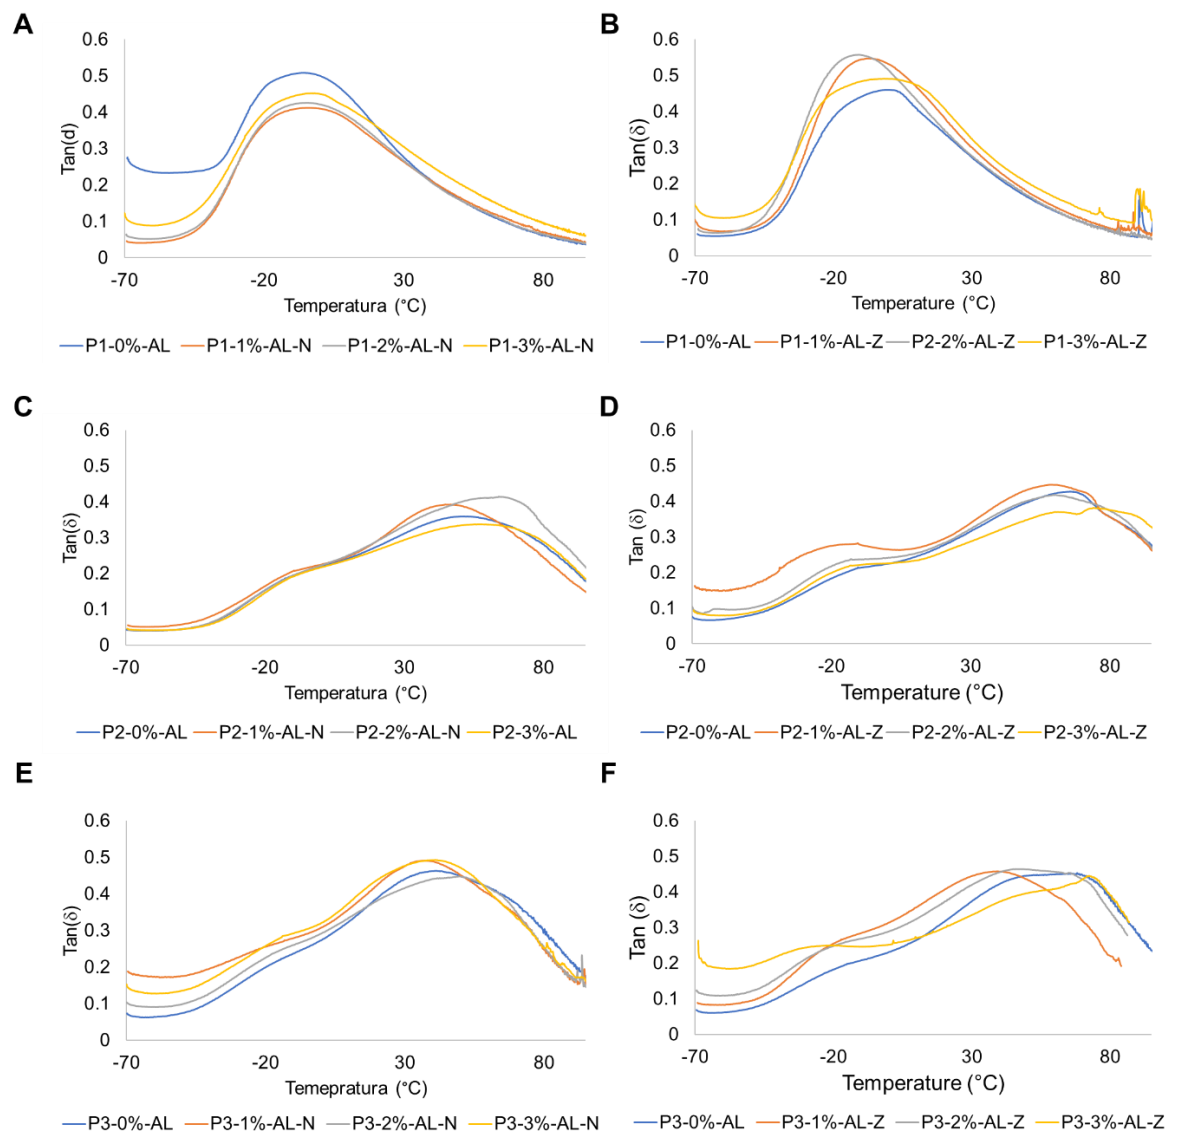 A
0.6
0.5
0.4
0.3
0.2
0.1
0
Tan(d)
-70 -20 30 80
Temperatura (°C)
P1-0%-AL P1-1%-AL-N P1-2%-AL-N P1-3%-AL-N
B
0.6
0.5
0.4
0.3
0.2
0.1
0
Tan(δ)
-70 -20 30 80
Temperature (°C)
P1-0%-AL P1-1%-AL-Z P2-2%-AL-Z P1-3%-AL-Z
C
0.6
0.5
0.4
0.3
0.2
0.1
0
Tan(δ)
-70 -20 30 80
Temperatura (°C)
P2-0%-AL P2-1%-AL-N P2-2%-AL-N P2-3%-AL
D
0.6
0.5
0.4
0.3
0.2
0.1
0
Tan (δ)
-70 -20 30 80
Temperature (°C)
P2-0%-AL P2-1%-AL-Z P2-2%-AL-Z P2-3%-AL-Z
E
0.6
0.5
0.4
0.3
0.2
0.1
0
Tan(δ)
-70 -20 30 80
Temepratura (°C)
P3-0%-AL P3-1%-AL-N P3-2%-AL-N P3-3%-AL-N
F
0.6
0.5
0.4
0.3
0.2
0.1
0
Tan (δ)
-70 -20 30 80
Temperature (°C)
P3-0%-AL P3-1%-AL-Z P3-2%-AL-Z P3-3%-AL-Z